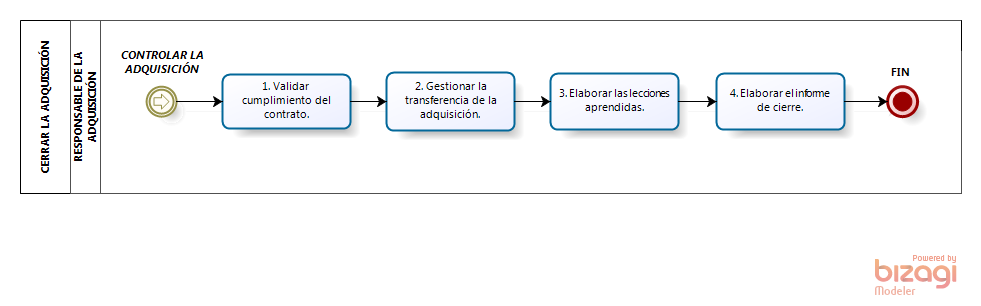 CERRAR LA ADQUISICIÓN
RESPONSABLE DE LA
ADQUISICIÓN
CONTROLAR LA
ADQUISICIÓN
1. Validar
cumplimiento del
contrato.
2. Gestionar la
transferencia de la
adquisición.
3. Elaborar las lecciones
aprendidas.
4. Elaborar el informe
de cierre.
FIN
Powered by
bizagi
Modeler